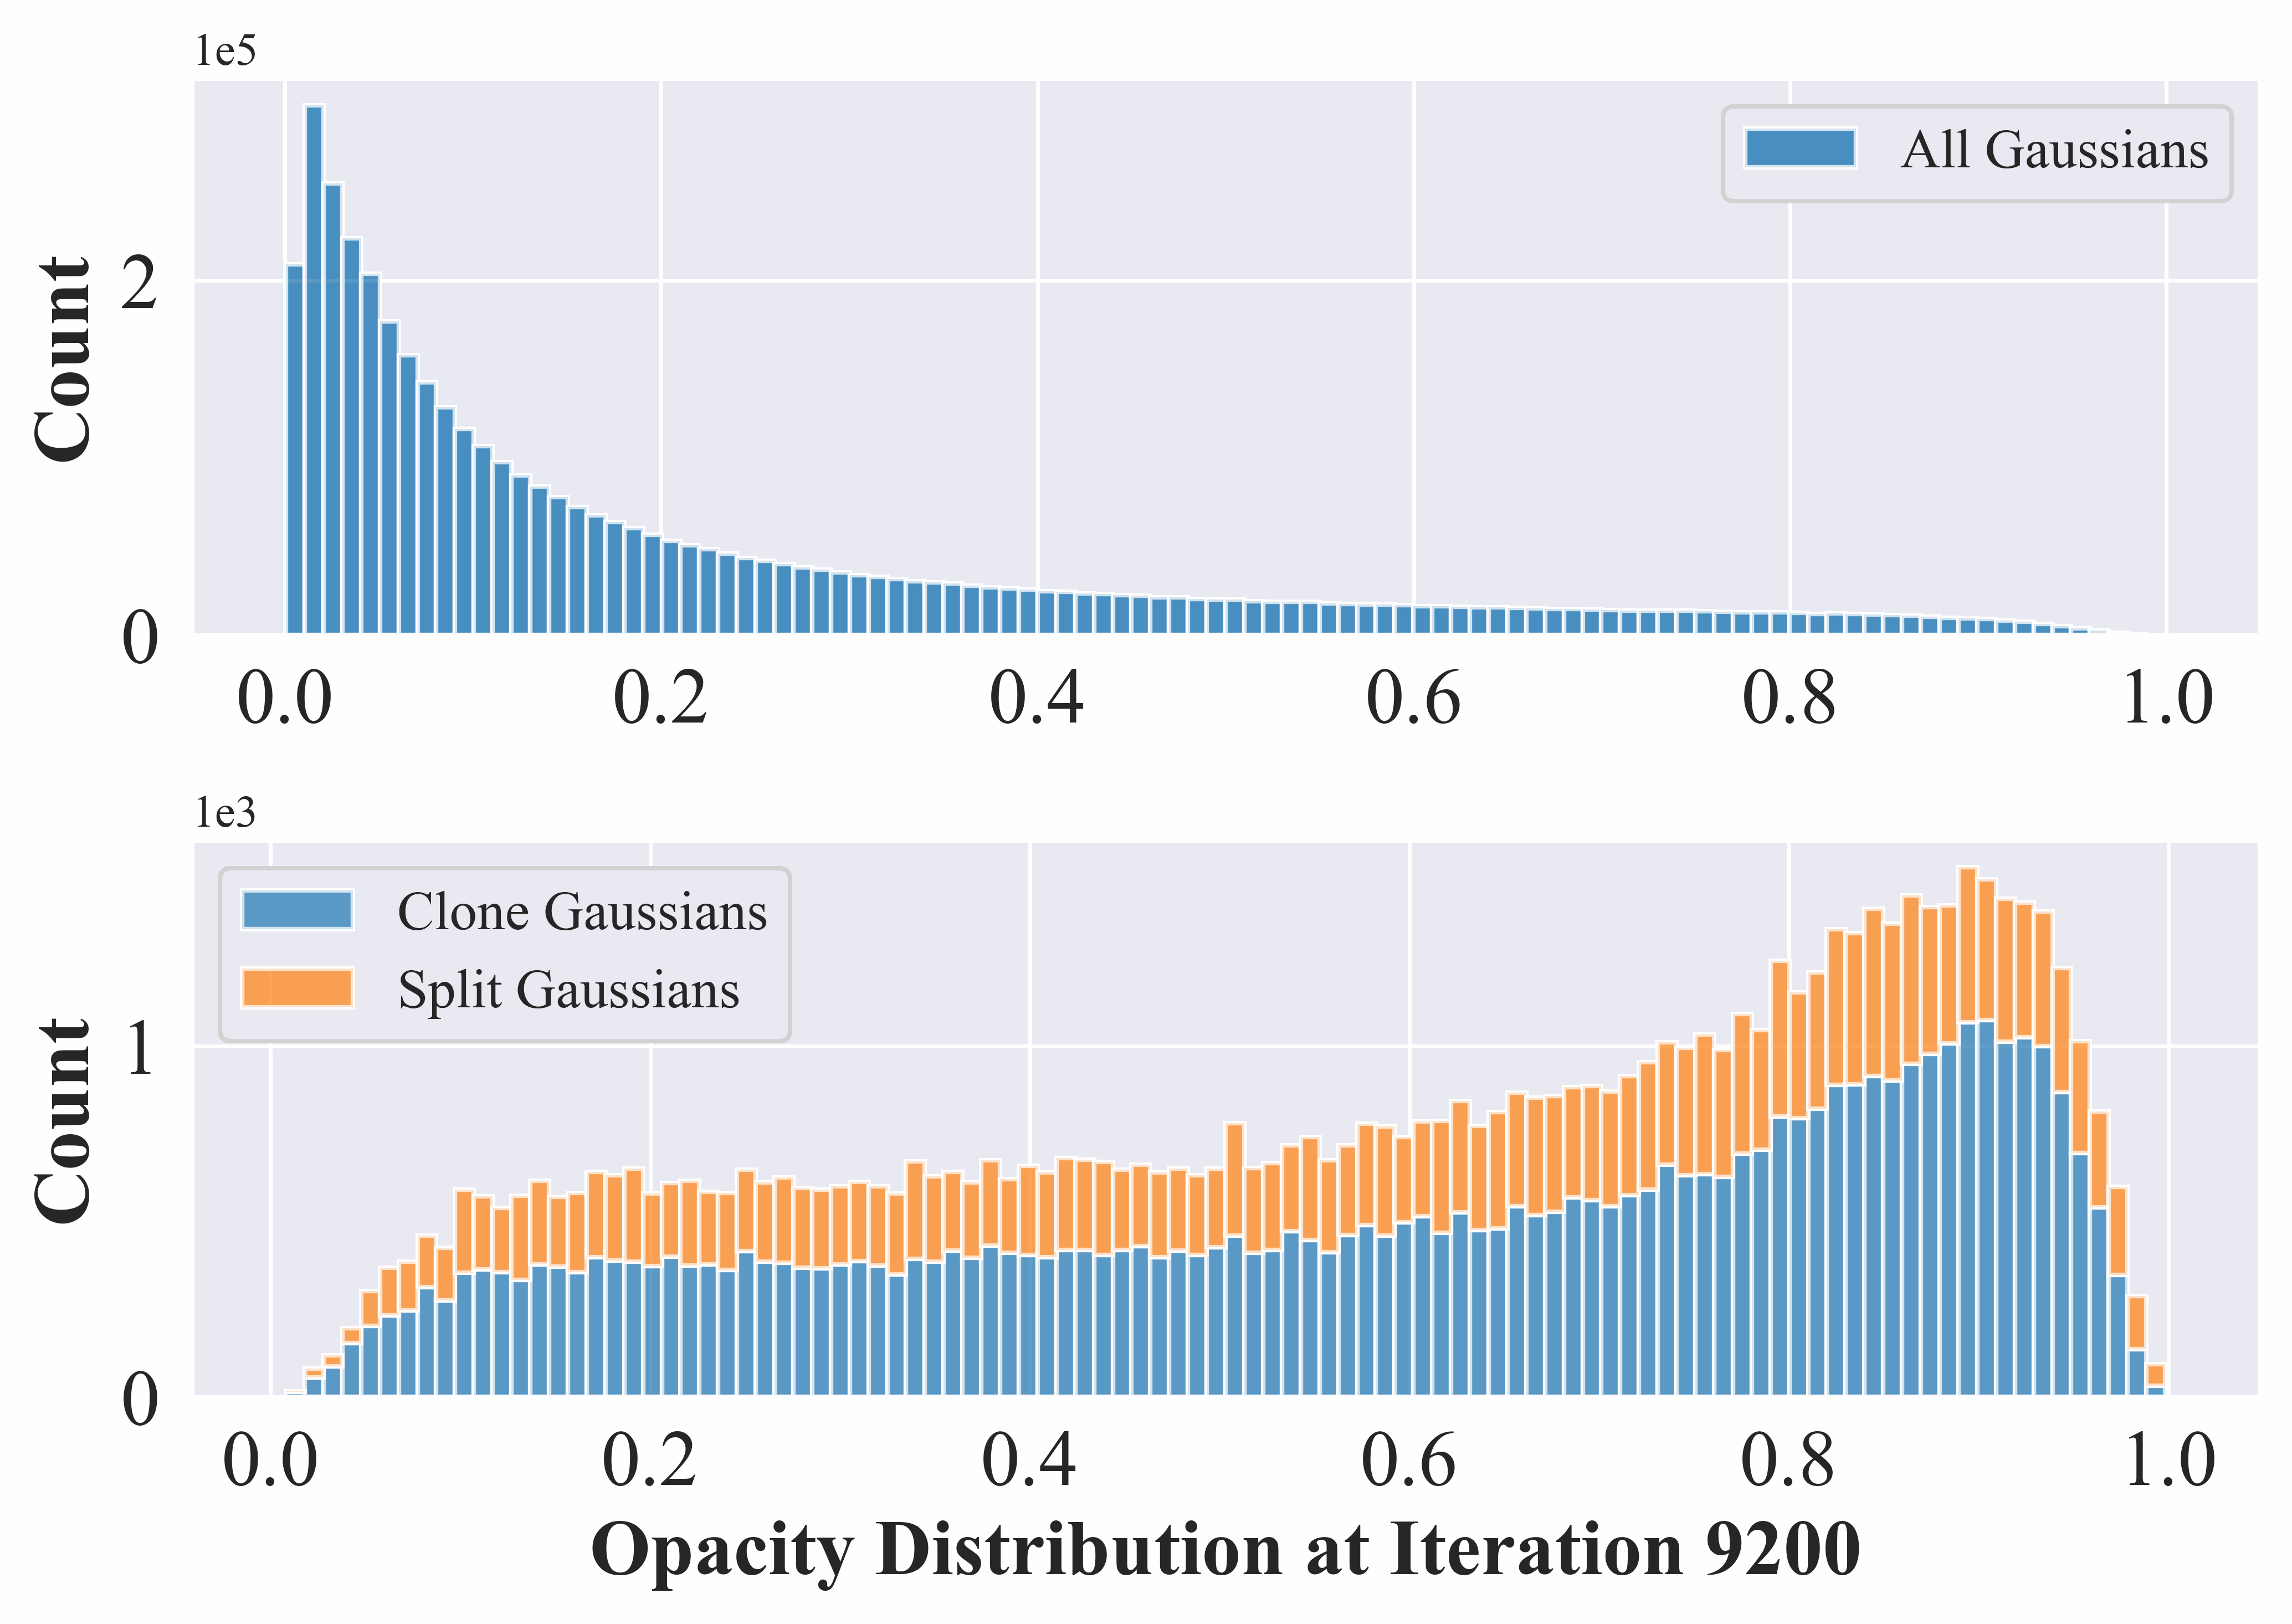 1e5
All Gaussians
Count
2
0
0.0 0.2 0.4 0.6 0.8 1.0
1e3
Clone Gaussians
Split Gaussians
Count
1
0
0.0 0.2 0.4 0.6 0.8 1.0
Opacity Distribution at Iteration 9200